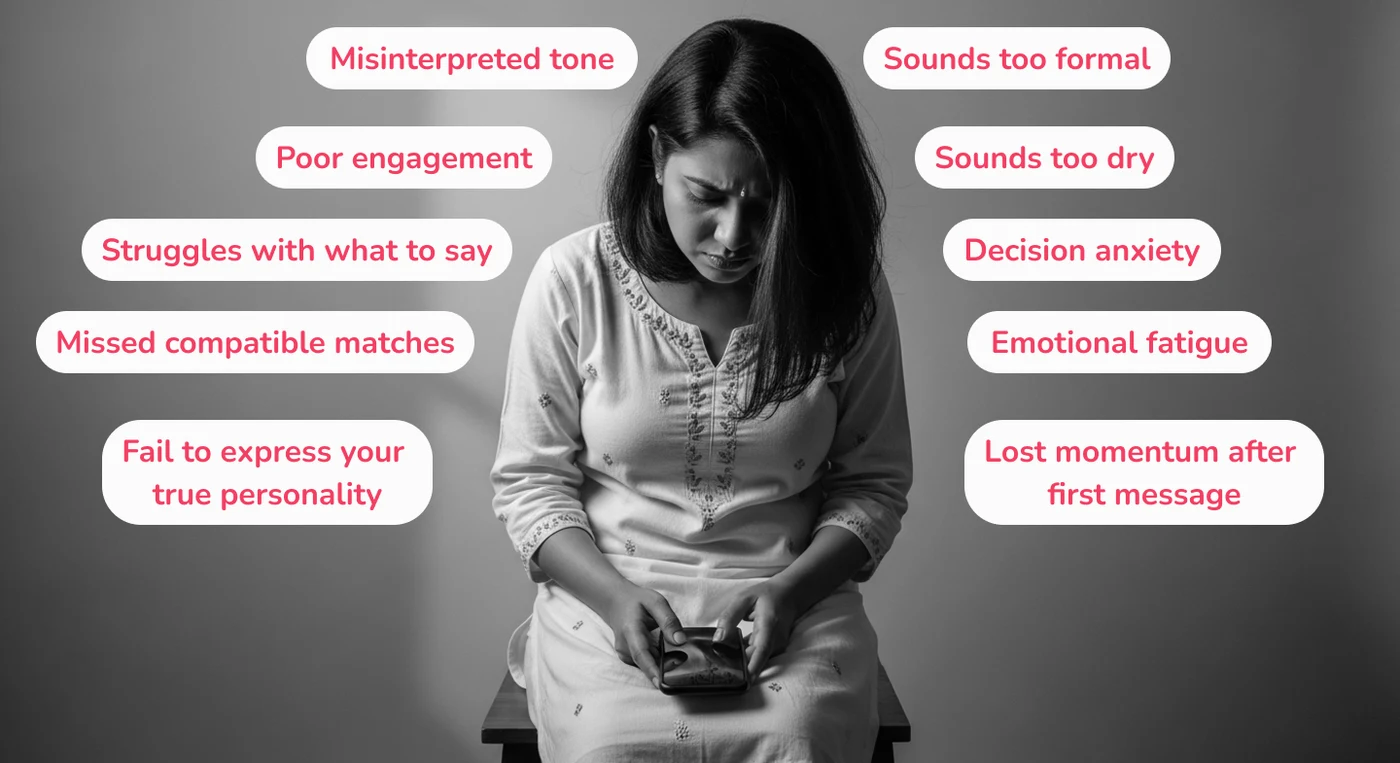 Misinterpreted tone
Sounds too formal
Poor engagement
Sounds too dry
Struggles with what to say
Decision anxiety
Missed compatible matches
Emotional fatigue
Fail to express your
true personality
Lost momentum after
first message